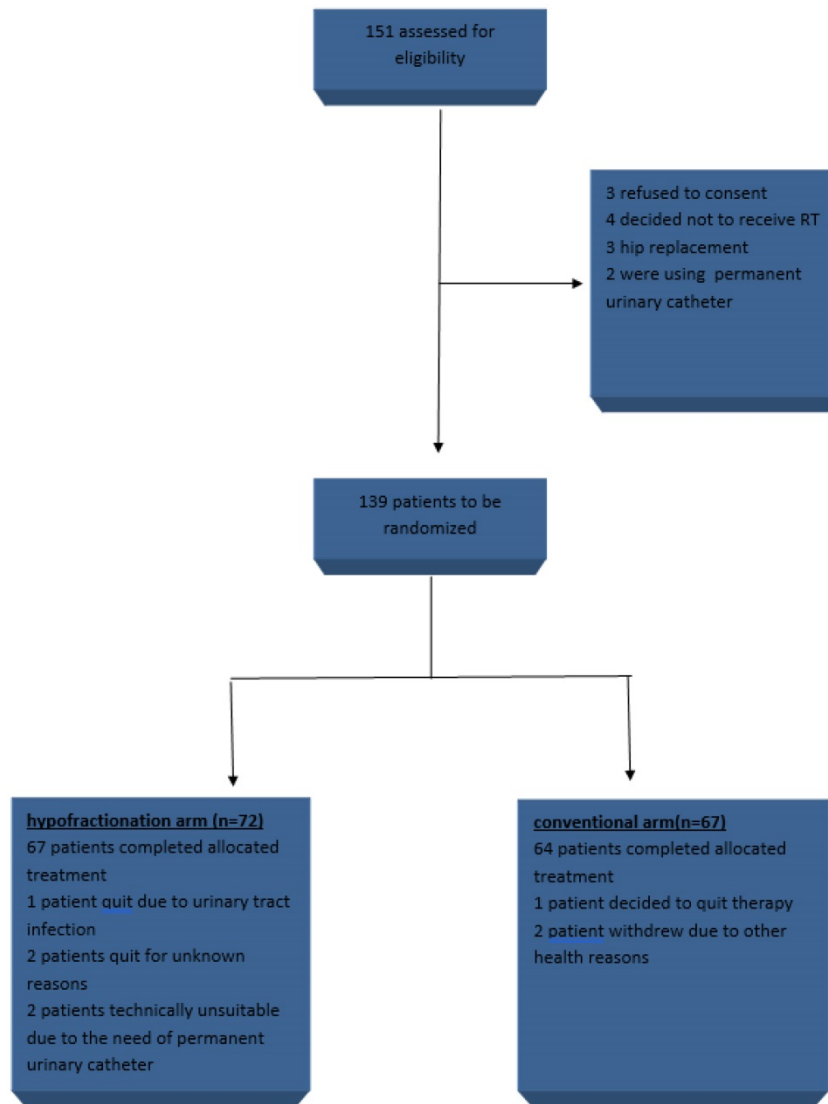 151 assessed for
eligibility
3 refused to consent
4 decided not to receive RT
3 hip replacement
2 were using permanent
urinary catheter
139 patients to be
randomized
hypofractionation arm (n=72)
67 patients completed allocated
treatment
1 patient quit due to urinary tract
infection
2 patients quit for unknown
reasons
2 patients technically unsuitable
due to the need of permanent
urinary catheter
conventional arm(n=67)
64 patients completed allocated
treatment
1 patient decided to quit therapy
2 patient withdrew due to other
health reasons